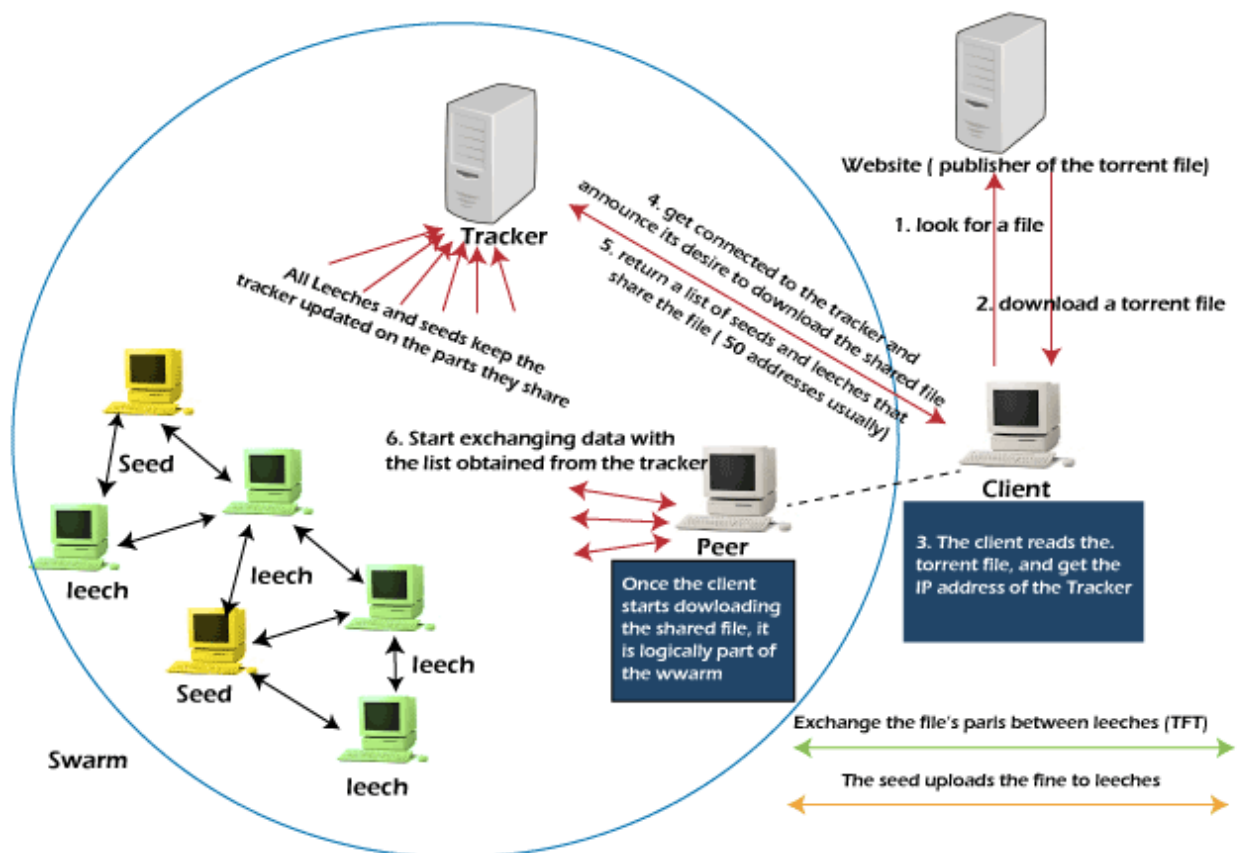 Website ( publisher of the torrent file)
1. look for a file
2. download a torrent file
Tracker
4. get connected to the tracker and
announce its desire to download the shared file
5. return a list of seeds and leeches that
share the file ( 50 addresses usually)
All Leeches and seeds keep the
tracker updated on the parts they
share
6. Start exchanging data with
the list obtained from the tracker
Client
3. The client reads the.
torrent file, and get the
IP address of the Tracker
Peer
Once the client
starts dowloading
the shared file, it
is logically part of
the wwarm
Seed
leech
leech
Seed
leech
leech
Swarm
Exchange the file's paris between leeches (TFT)
The seed uploads the fine to leeches